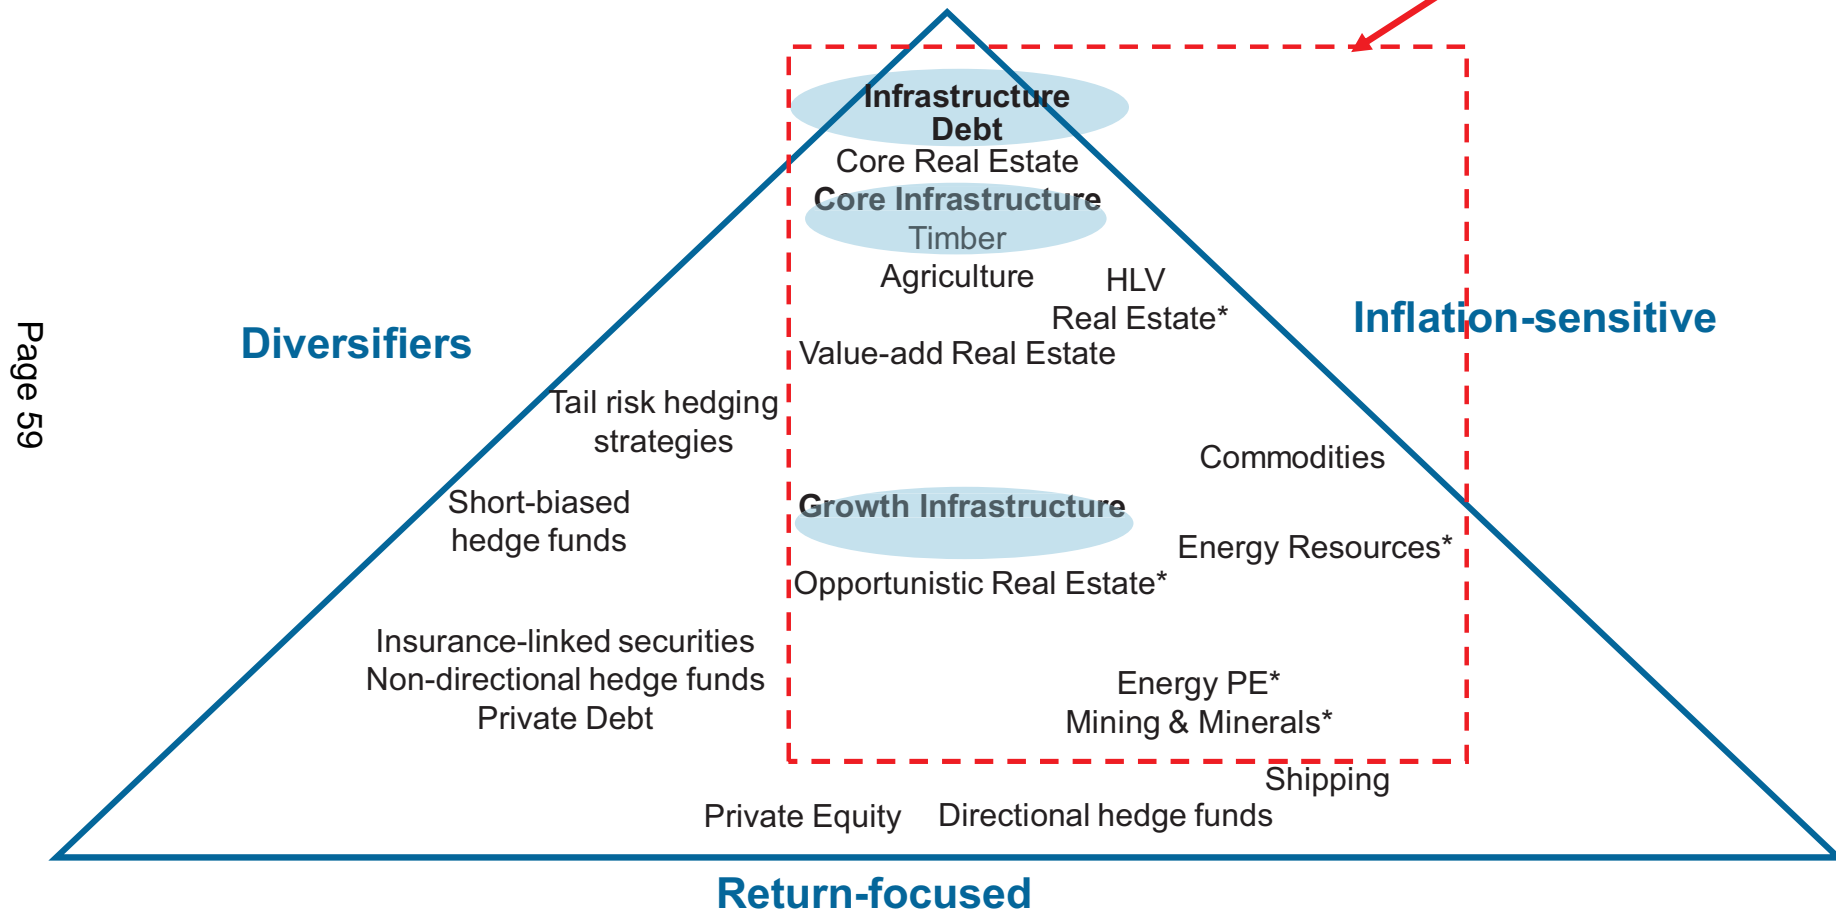 Infrastructure
Debt
Core Real Estate
Core Infrastructure
Timber
Agriculture
HLV
Real Estate*
Value-add Real Estate
Diversifiers
Inflation-sensitive
Page 59
Tail risk hedging
strategies
Commodities
Short-biased
hedge funds
Growth Infrastructure
Energy Resources*
Opportunistic Real Estate*
Insurance-linked securities
Non-directional hedge funds
Private Debt
Energy PE*
Mining & Minerals*
Shipping
Private Equity
Directional hedge funds
Return-focused